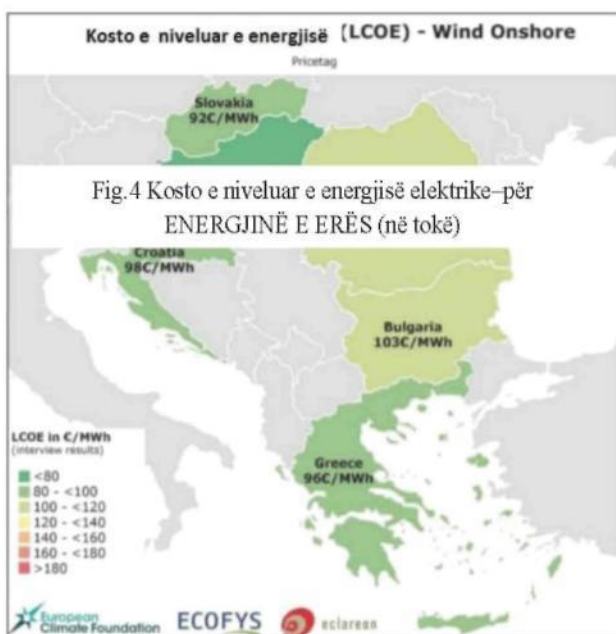 Kosto e niveluar e energjisë (LCOE) - Wind Onshore
Pricetag
Slovakia
92€/MWh
Fig.4 Kosto e niveluar e energjisë elektrike–për
ENERGJINË E ERËS (në tokë)
Croatia
98€/MWh
Bulgaria
103€/MWh
Greece
96€/MWh
LCOE in €/MWh
(interview results)
<80
80 - <100
100 - <120
120 - <140
140 - <160
160 - <180
>180
European
Climate Foundation
ECOFYS
eclareon